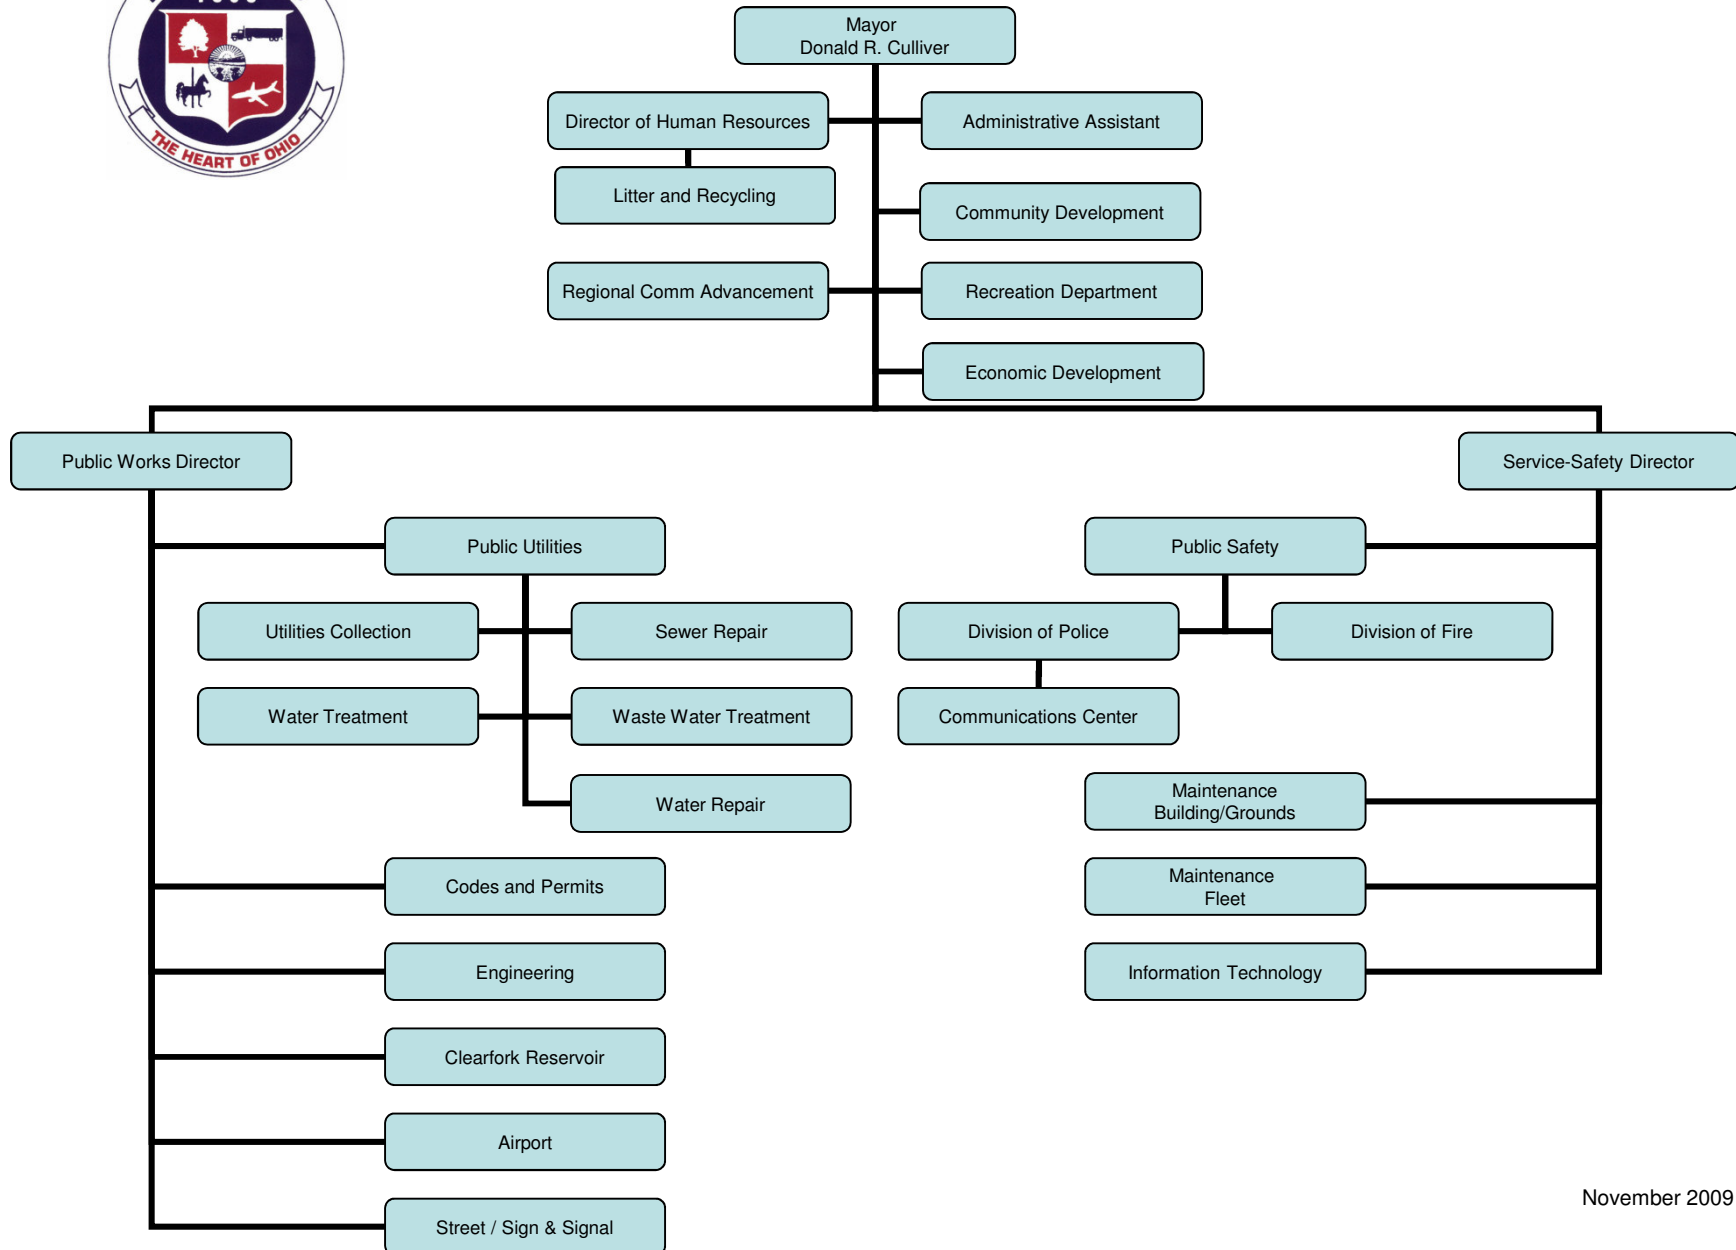 THE HEART OF OHIO
Mayor
Donald R. Culliver
Director of Human Resources
Administrative Assistant
Litter and Recycling
Community Development
Regional Comm Advancement
Recreation Department
Economic Development
Public Works Director
Service-Safety Director
Public Utilities
Public Safety
Utilities Collection
Sewer Repair
Division of Police
Division of Fire
Water Treatment
Waste Water Treatment
Communications Center
Water Repair
Maintenance
Building/Grounds
Codes and Permits
Maintenance
Fleet
Engineering
Information Technology
Clearfork Reservoir
Airport
Street / Sign & Signal
November 2009